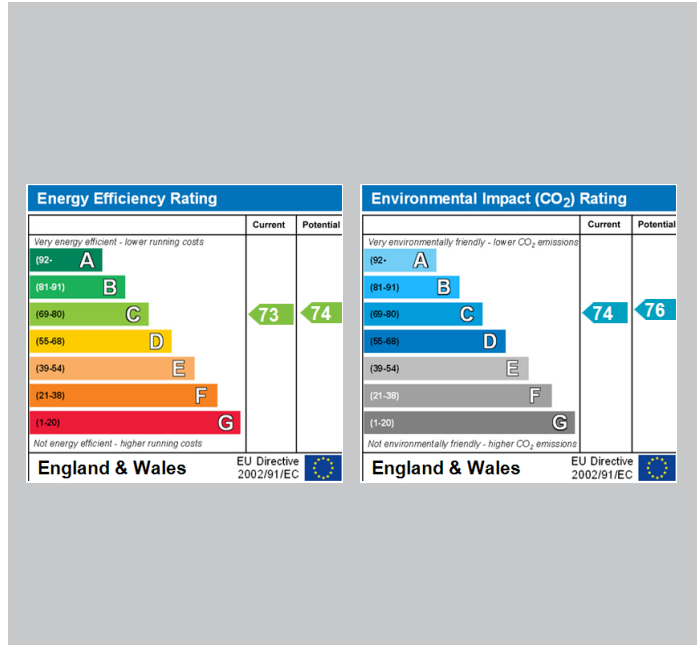 Energy Efficiency Rating
Current Potential
Very energy efficient - lower running costs
(92- A
(81-91) B
(69-80) C 73 74
(55-68) D
(39-54) E
(21-38) F
(1-20) G
Not energy efficient - higher running costs
England & Wales
EU Directive
2002/91/EC
Environmental Impact (CO2) Rating
Current Potential
Very environmentally friendly - lower CO2 emissions
(92- A
(81-91) B
(69-80) C 74 76
(55-68) D
(39-54) E
(21-38) F
(1-20) G
Not environmentally friendly - higher CO2 emissions
England & Wales
EU Directive
2002/91/EC